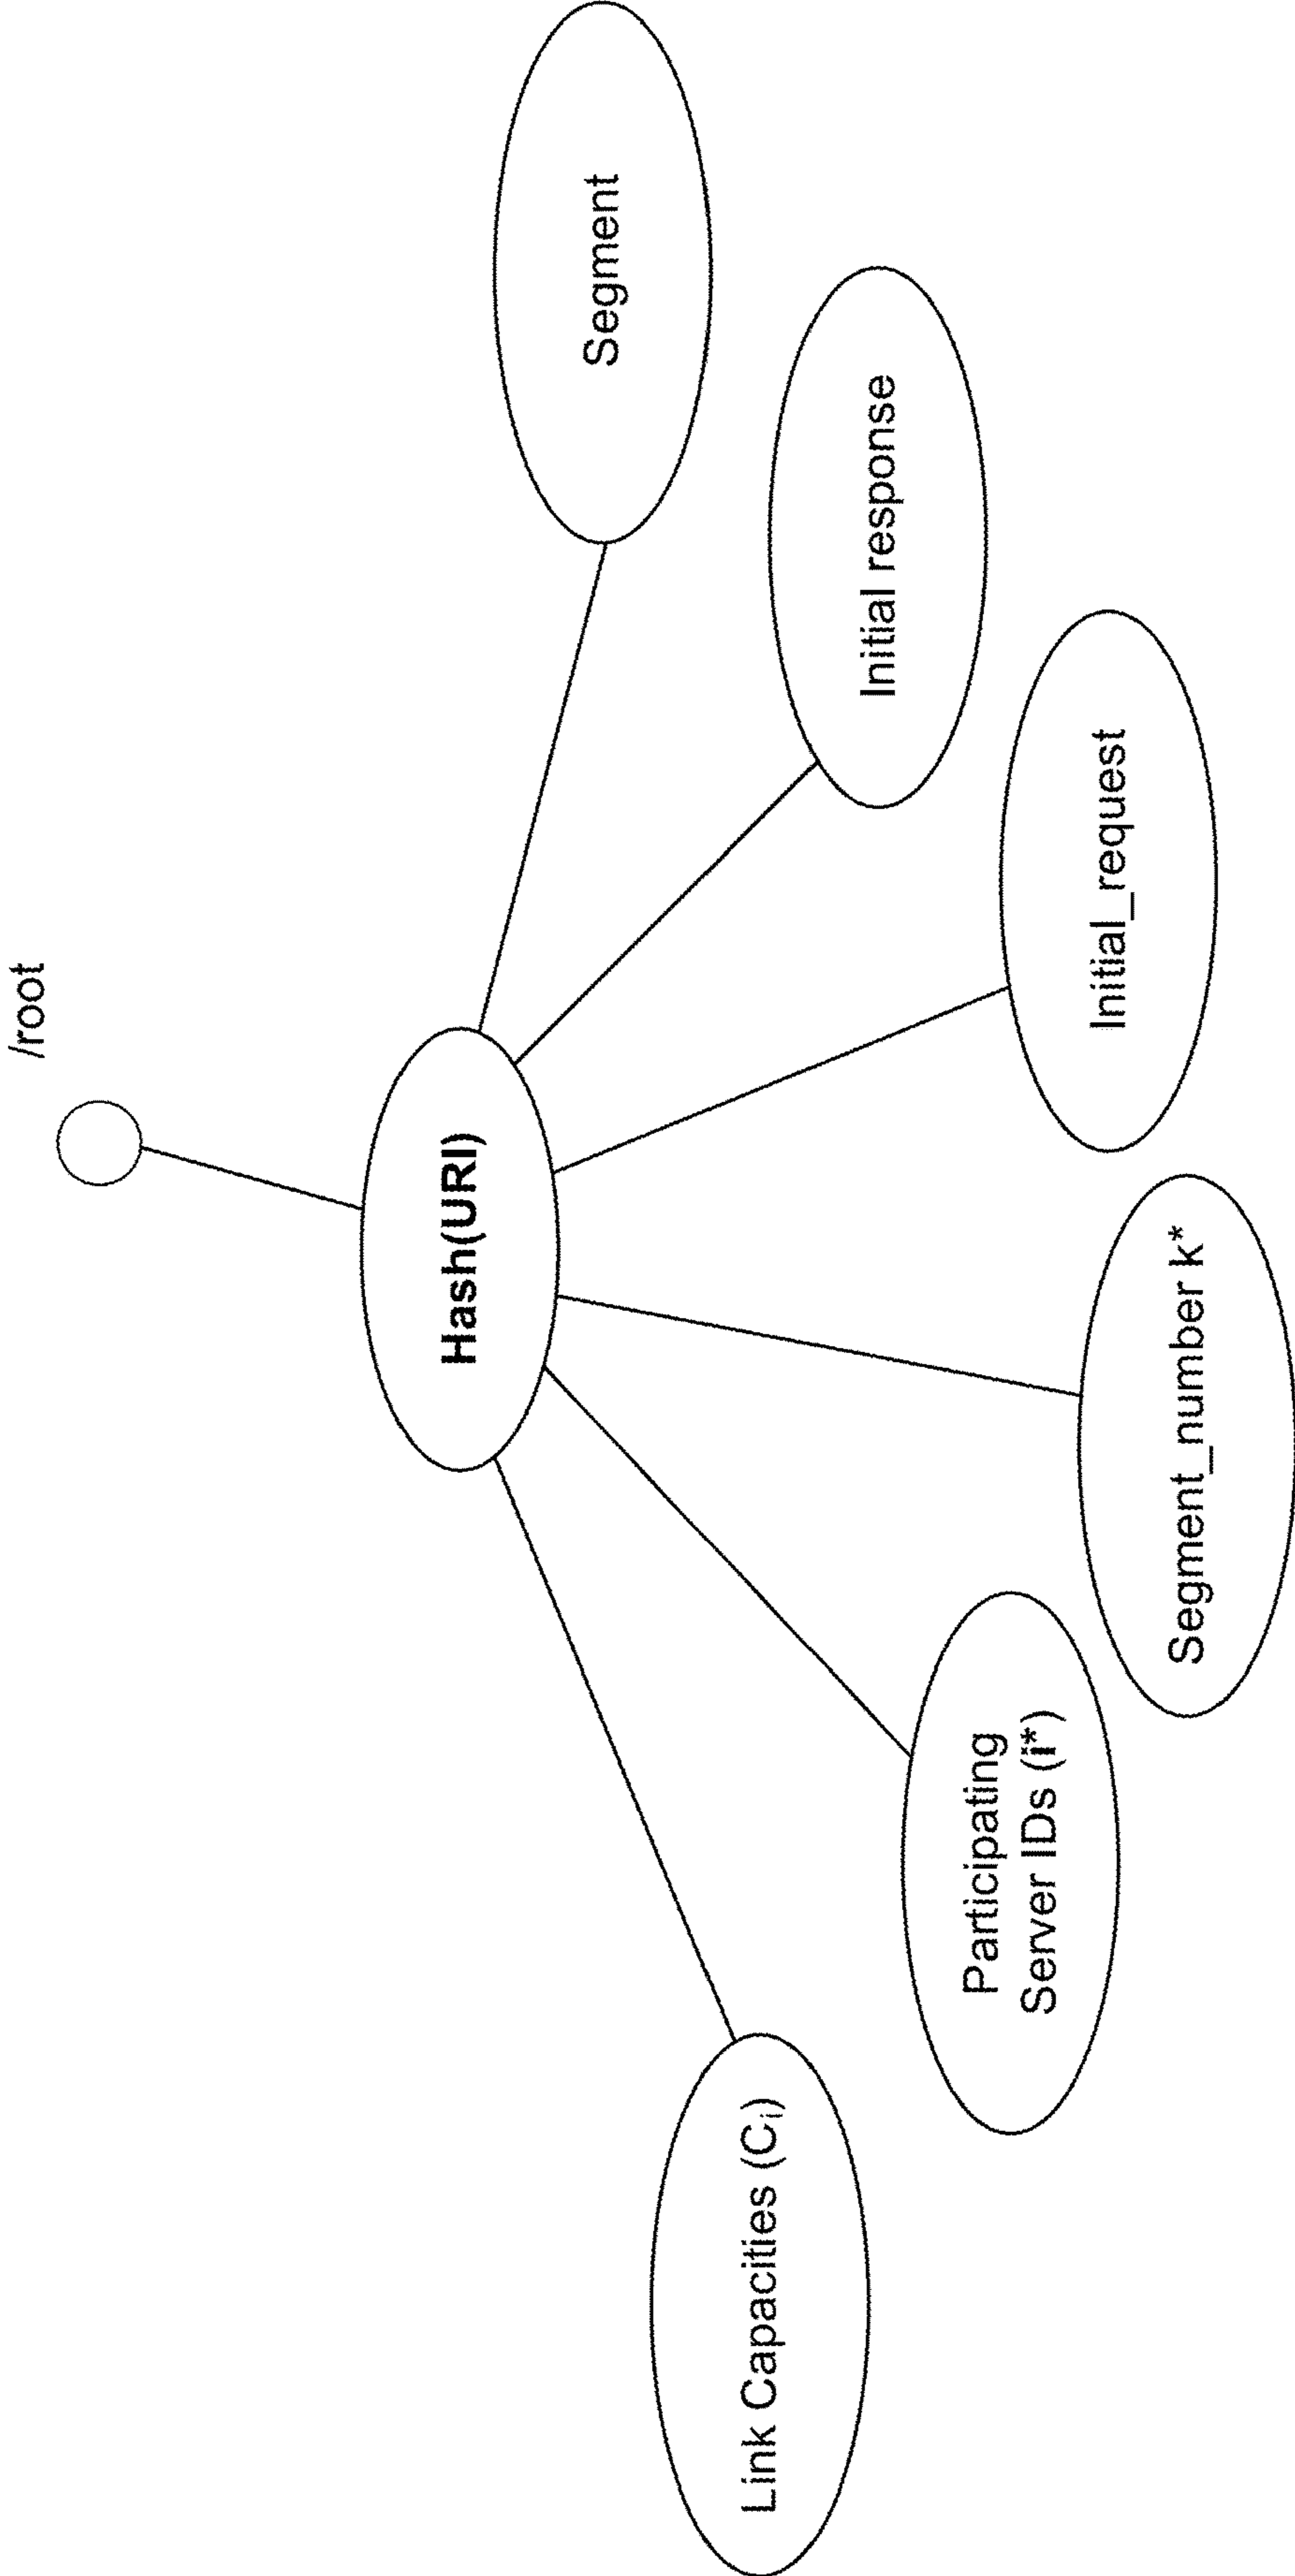 /root
Hash(URI)
Link Capacities (Ci)
Participating
Server IDs (i*)
Segment_number k*
Initial_request
Initial response
Segment